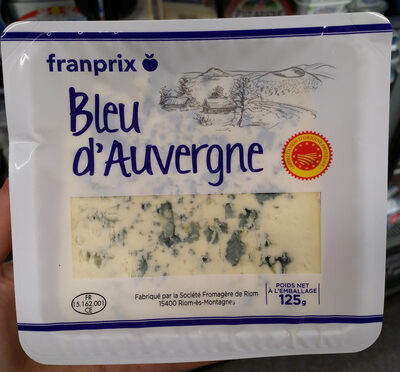 franprix
Bleu
d'Auvergne
FR
15.162.001
CE
Fabriqué par la Société Fromagère de Riom
15400 Riom-ès-Montagnes
POIDS NET
À L'EMBALLAGE
125g